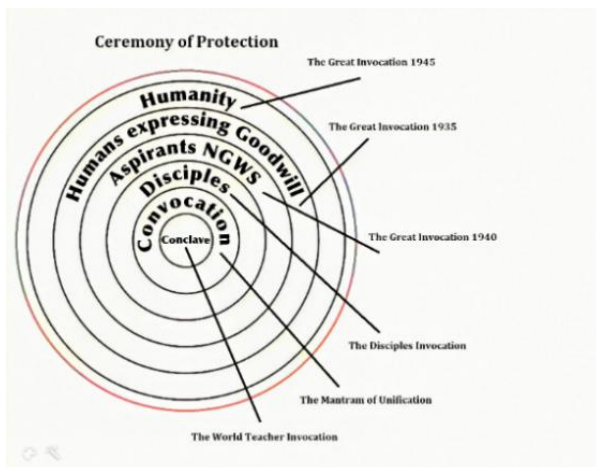 Ceremony of Protection
The Great Invocation 1945
Humanity
The Great Invocation 1935
Humans expressing Goodwill
Aspirants NGWS
Disciples
Convocation
Conclave
The Great Invocation 1940
The Disciples Invocation
The Mantram of Unification
The World Teacher Invocation